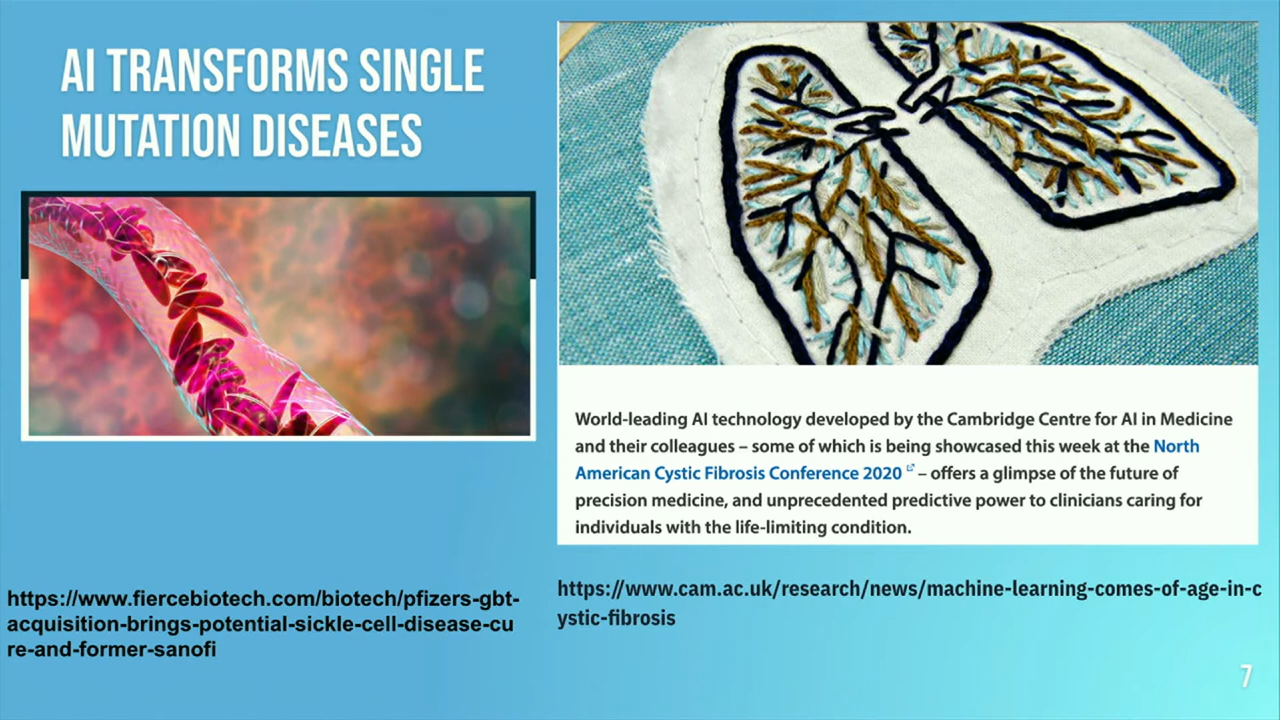 AI TRANSFORMS SINGLE
MUTATION DISEASES
World-leading AI technology developed by the Cambridge Centre for AI in Medicine
and their colleagues – some of which is being showcased this week at the North
American Cystic Fibrosis Conference 2020 – offers a glimpse of the future of
precision medicine, and unprecedented predictive power to clinicians caring for
individuals with the life-limiting condition.
https://www.fiercebiotech.com/biotech/pfizers-gbt-
acquisition-brings-potential-sickle-cell-disease-cu
re-and-former-sanofi
https://www.cam.ac.uk/research/news/machine-learning-comes-of-age-in-c
ystic-fibrosis
7